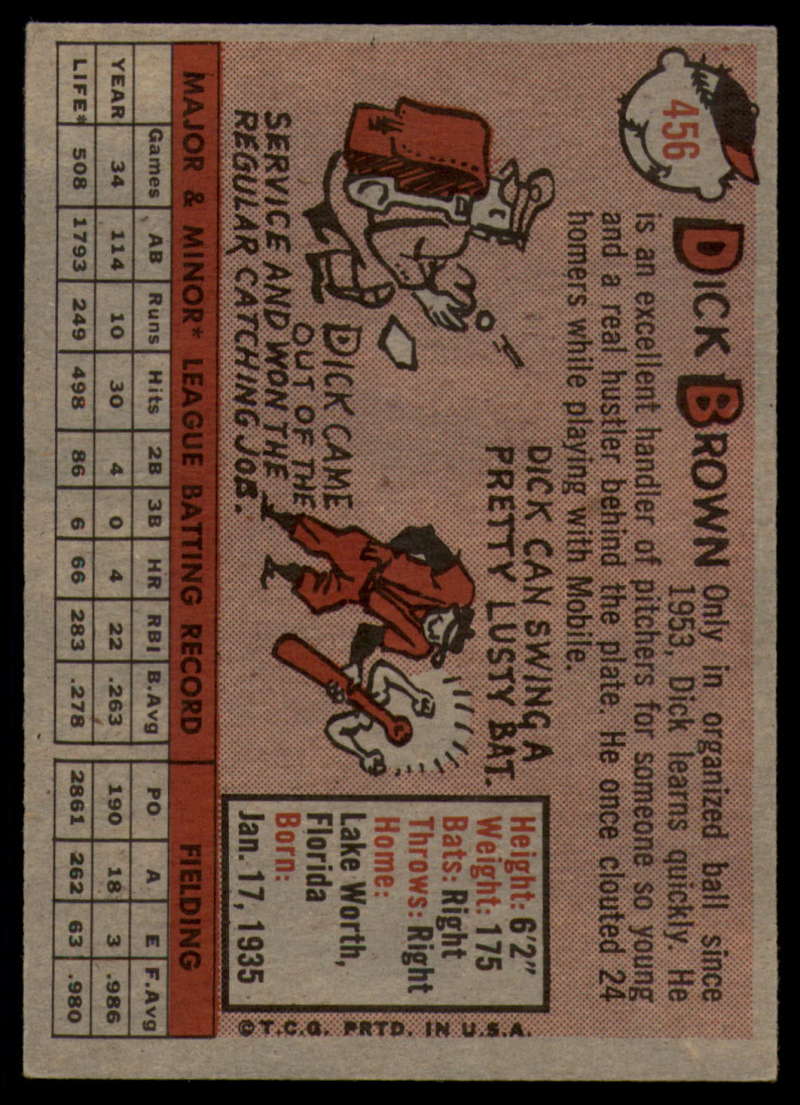 456
DICK BROWN Only in organized ball since
1953, Dick learns quickly. He
is an excellent handler of pitchers for someone so young
and a real hustler behind the plate. He once clouted 24
homers while playing with Mobile.
DICK CAN SWING A
PRETTY LUSTY BAT.
DICK CAME
OUT OF THE
SERVICE AND WON THE
REGULAR CATCHING JOB.
Height: 6'2"
Weight: 175
Bats: Right
Throws: Right
Home:
Lake Worth,
Florida
Born:
Jan. 17, 1935
© T.C.G. PRTD. IN U.S.A.
MAJOR & MINOR* LEAGUE BATTING RECORD FIELDING
Games AB Runs Hits 2B 3B HR RBI B.Avg PO A E F.Avg
YEAR 34 114 10 30 4 0 4 22 .263 190 18 3 .986
LIFE* 508 1793 249 498 86 6 66 283 .278 2861 262 63 .980